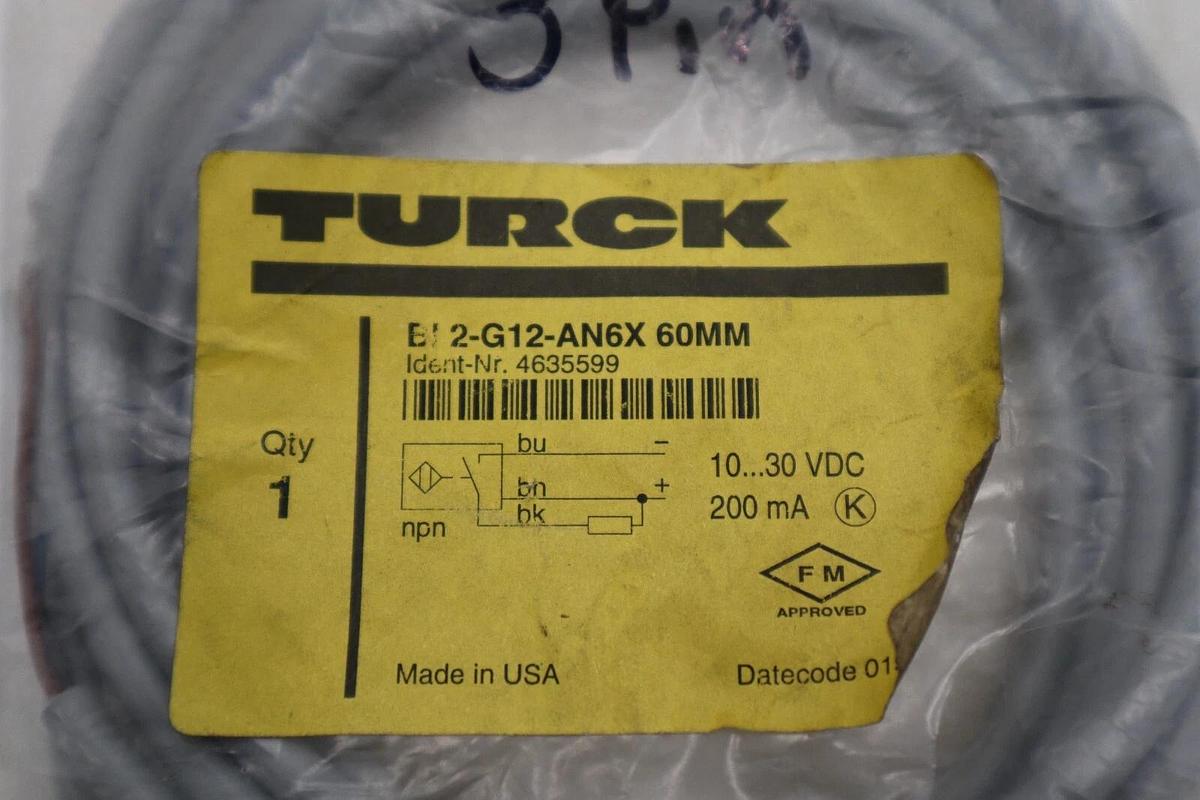 3 Pin
TURCK
BI 2-G12-AN6X 60MM
Ident-Nr. 4635599
Qty
1
bu
−
bn
+
bk
npn
10...30 VDC
200 mA K
FM
APPROVED
Made in USA
Datecode